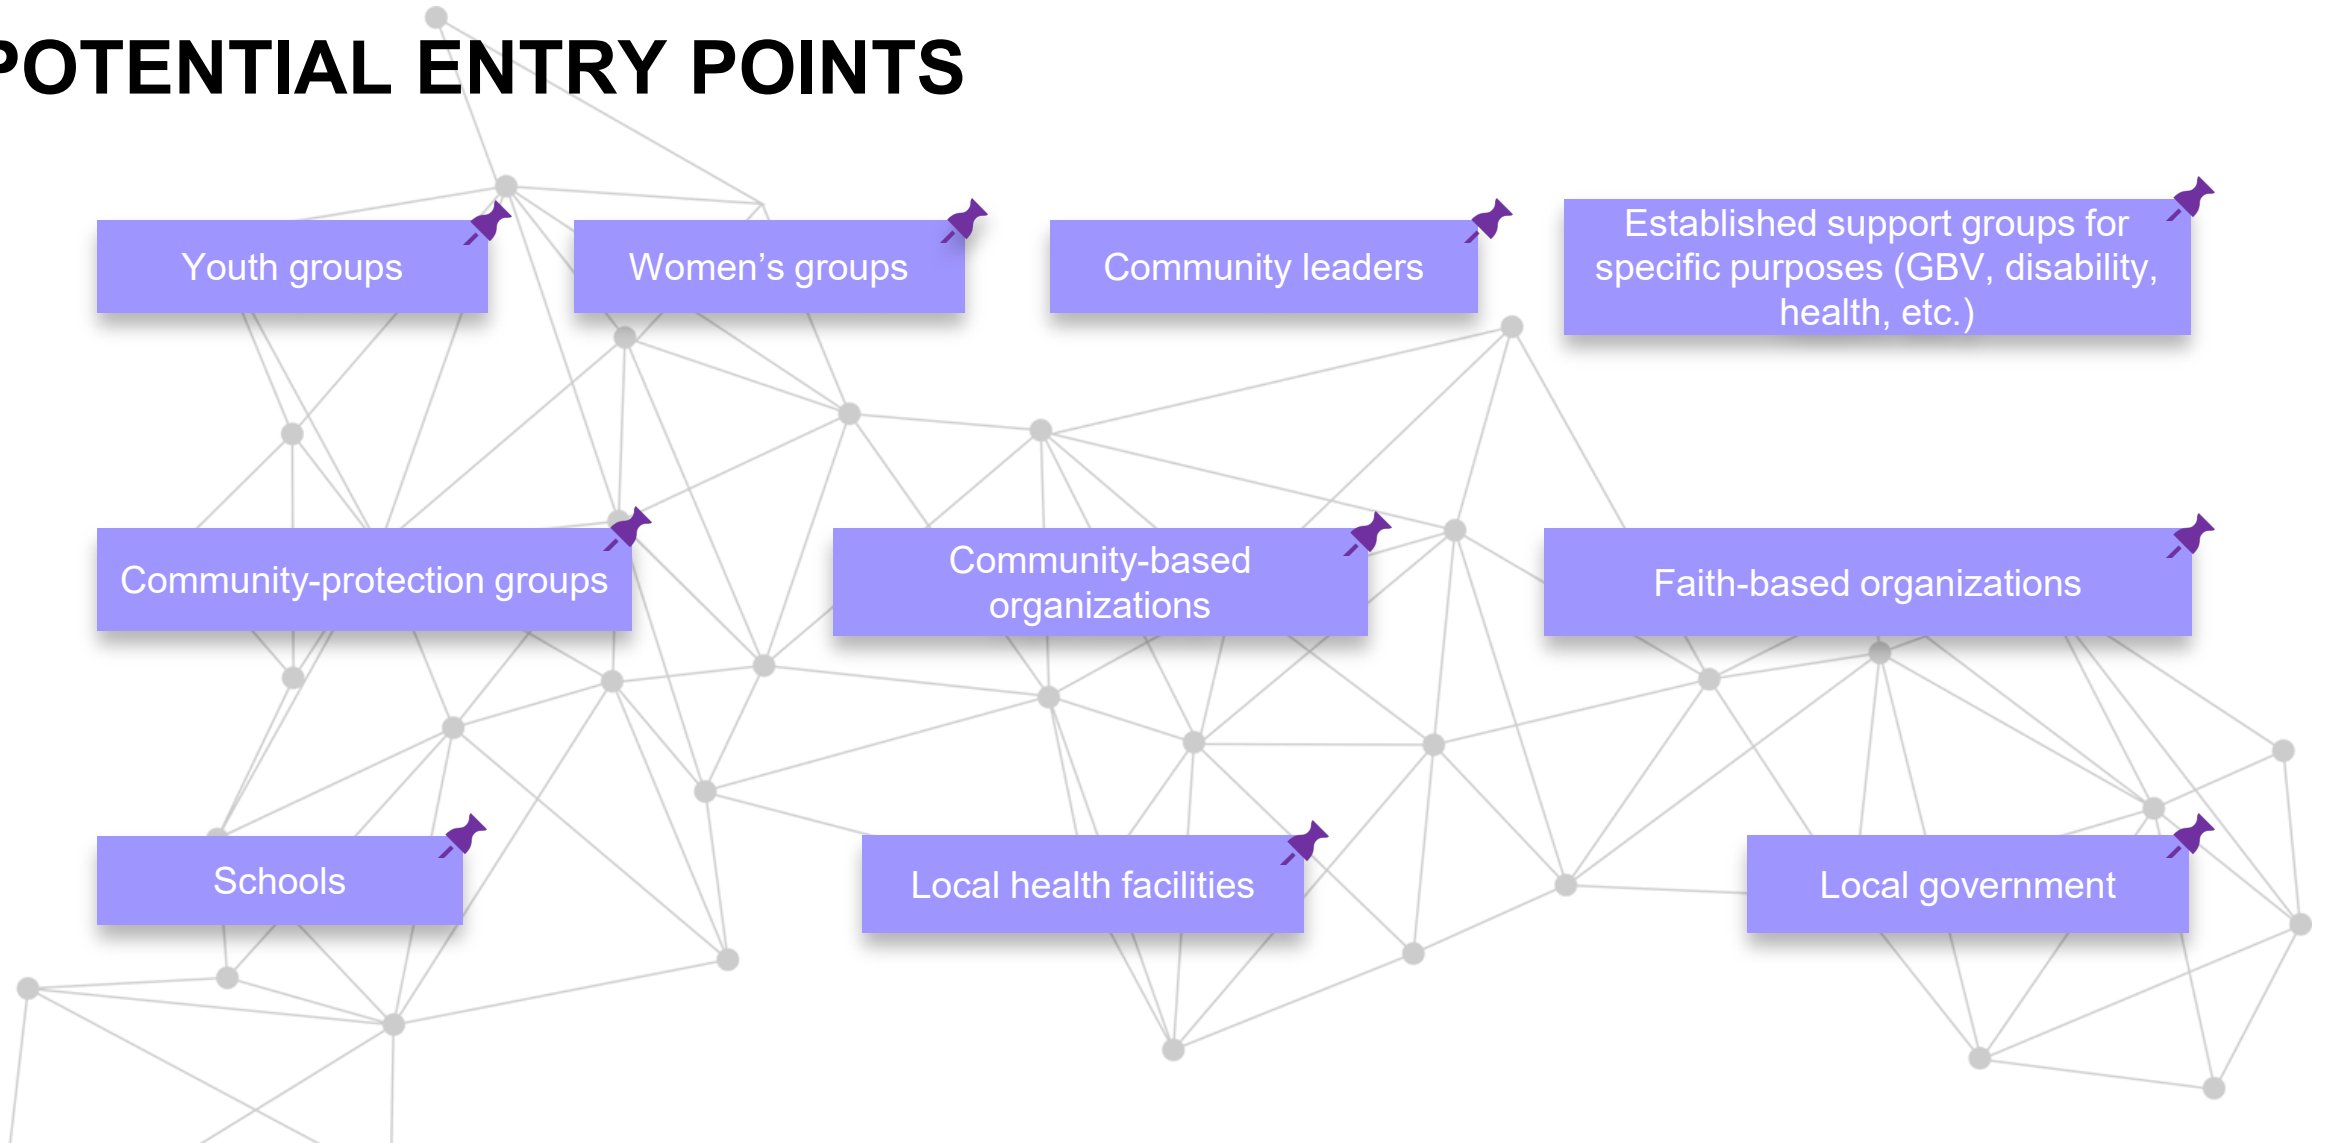 POTENTIAL ENTRY POINTS
Youth groups
Women’s groups
Community leaders
Established support groups for
specific purposes (GBV, disability,
health, etc.)
Community-protection groups
Community-based
organizations
Faith-based organizations
Schools
Local health facilities
Local government